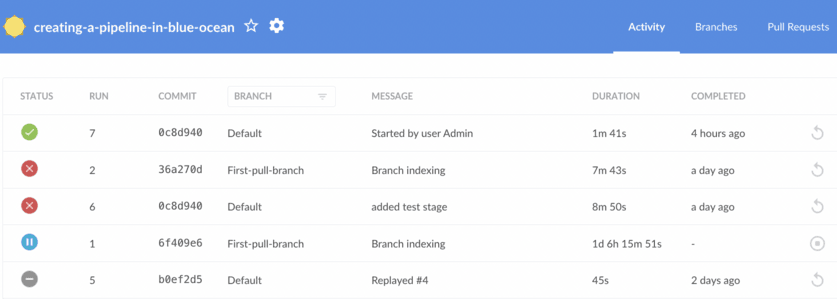 creating-a-pipeline-in-blue-ocean Activity Branches Pull Requests
STATUS RUN COMMIT BRANCH MESSAGE DURATION COMPLETED
7 0c8d940 Default Started by user Admin 1m 41s 4 hours ago
2 36a270d First-pull-branch Branch indexing 7m 43s a day ago
6 0c8d940 Default added test stage 8m 50s a day ago
1 6f409e6 First-pull-branch Branch indexing 1d 6h 15m 51s -
5 b0ef2d5 Default Replayed #4 45s 2 days ago